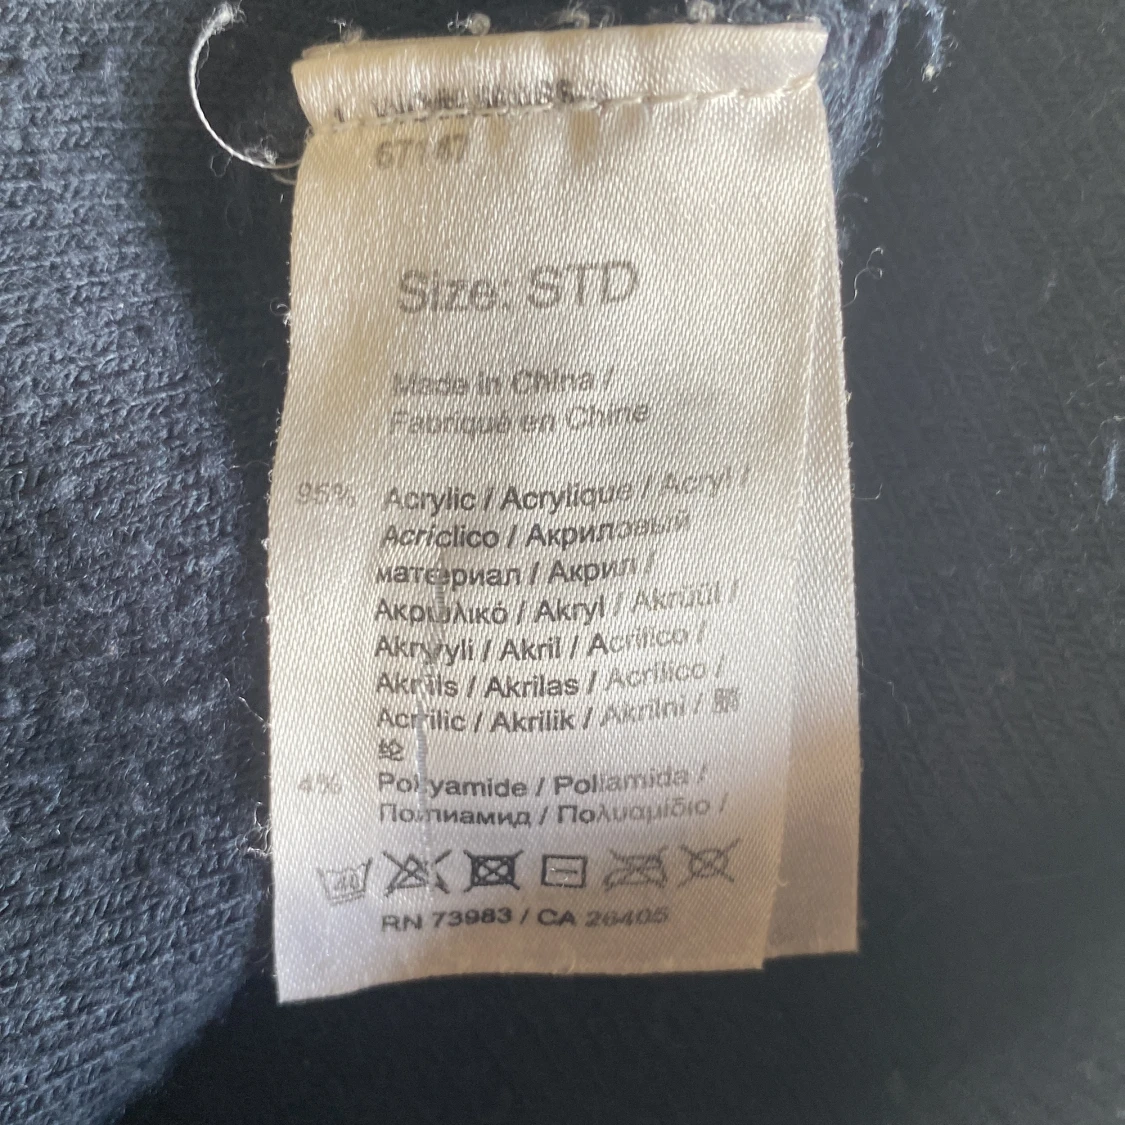 Size: STD
Made in China /
Fabriqué en Chine
95% Acrylic / Acrylique / Acryl /
Acriclico / Акриловый
материал / Акрил /
Ακρυλικό / Akryl / Akrüül /
Akryyli / Akril / Acrilico /
Akrils / Akrilas / Acrílico /
Acrilic / Akrilik / Akrilni / 腈
纶
4% Polyamide / Poliamida /
Полиамид / Πολυαμίδιο /
40
RN 73983 / CA 26405